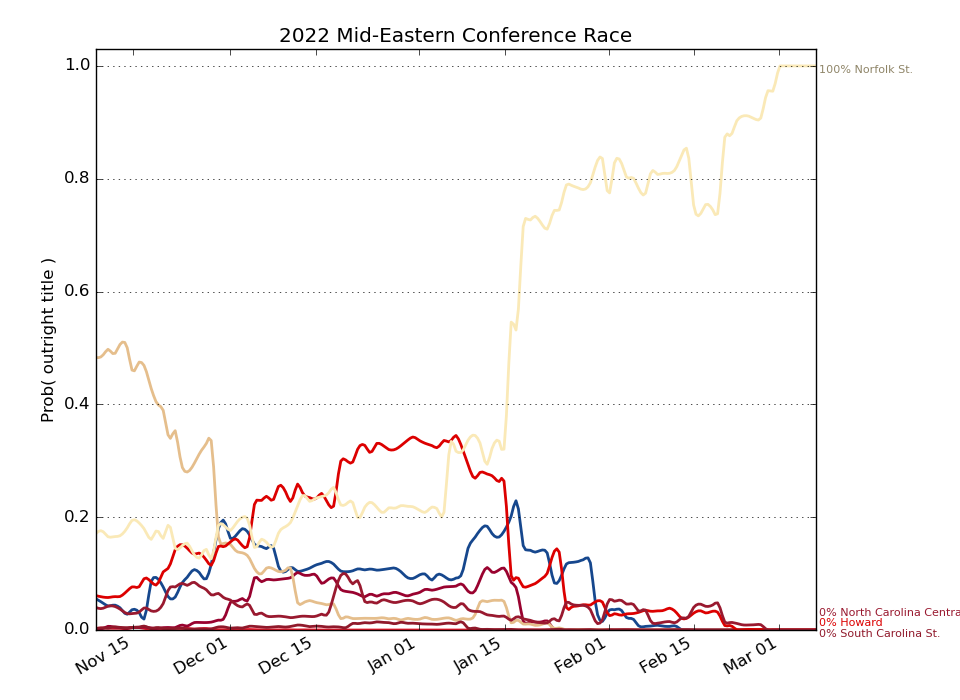 2022 Mid-Eastern Conference Race
1.0
0.8
0.6
0.4
0.2
0.0
Prob( outright title )
100% Norfolk St.
0% North Carolina Centra
0% Howard
0% South Carolina St.
Nov 15
Dec 01
Dec 15
Jan 01
Jan 15
Feb 01
Feb 15
Mar 01